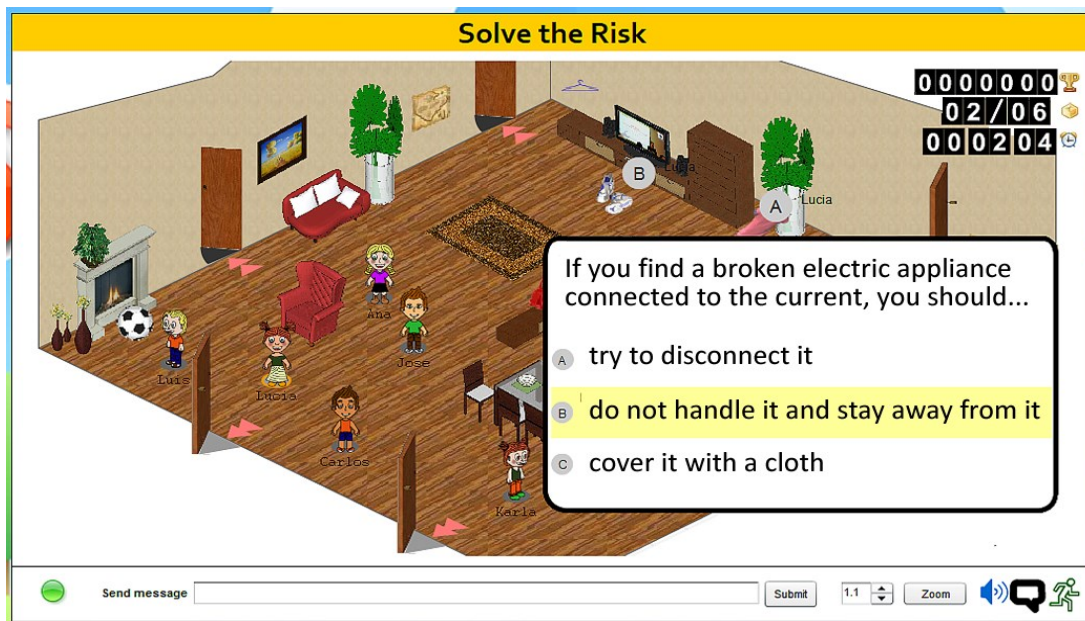 Solve the Risk
0000000
02/06
000204
B
Lucia
A
Lucia
If you find a broken electric appliance
connected to the current, you should...
A try to disconnect it
B do not handle it and stay away from it
C cover it with a cloth
Ana
Jose
Luis
Lucia
Carlos
Karla
Send message
Submit
1.1
Zoom